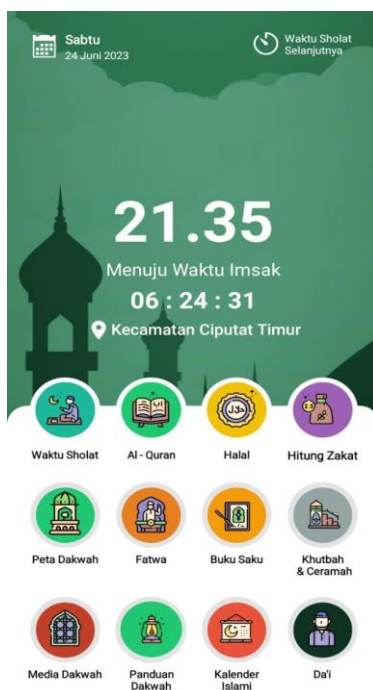 Sabtu
24 Juni 2023
Waktu Sholat
Selanjutnya
21.35
Menuju Waktu Imsak
06 : 24 : 31
Kecamatan Ciputat Timur
Waktu Sholat
Al - Quran
Halal
Hitung Zakat
Peta Dakwah
Fatwa
Buku Saku
Khutbah
& Ceramah
Media Dakwah
Panduan
Dakwah
Kalender
Islami
Da'i